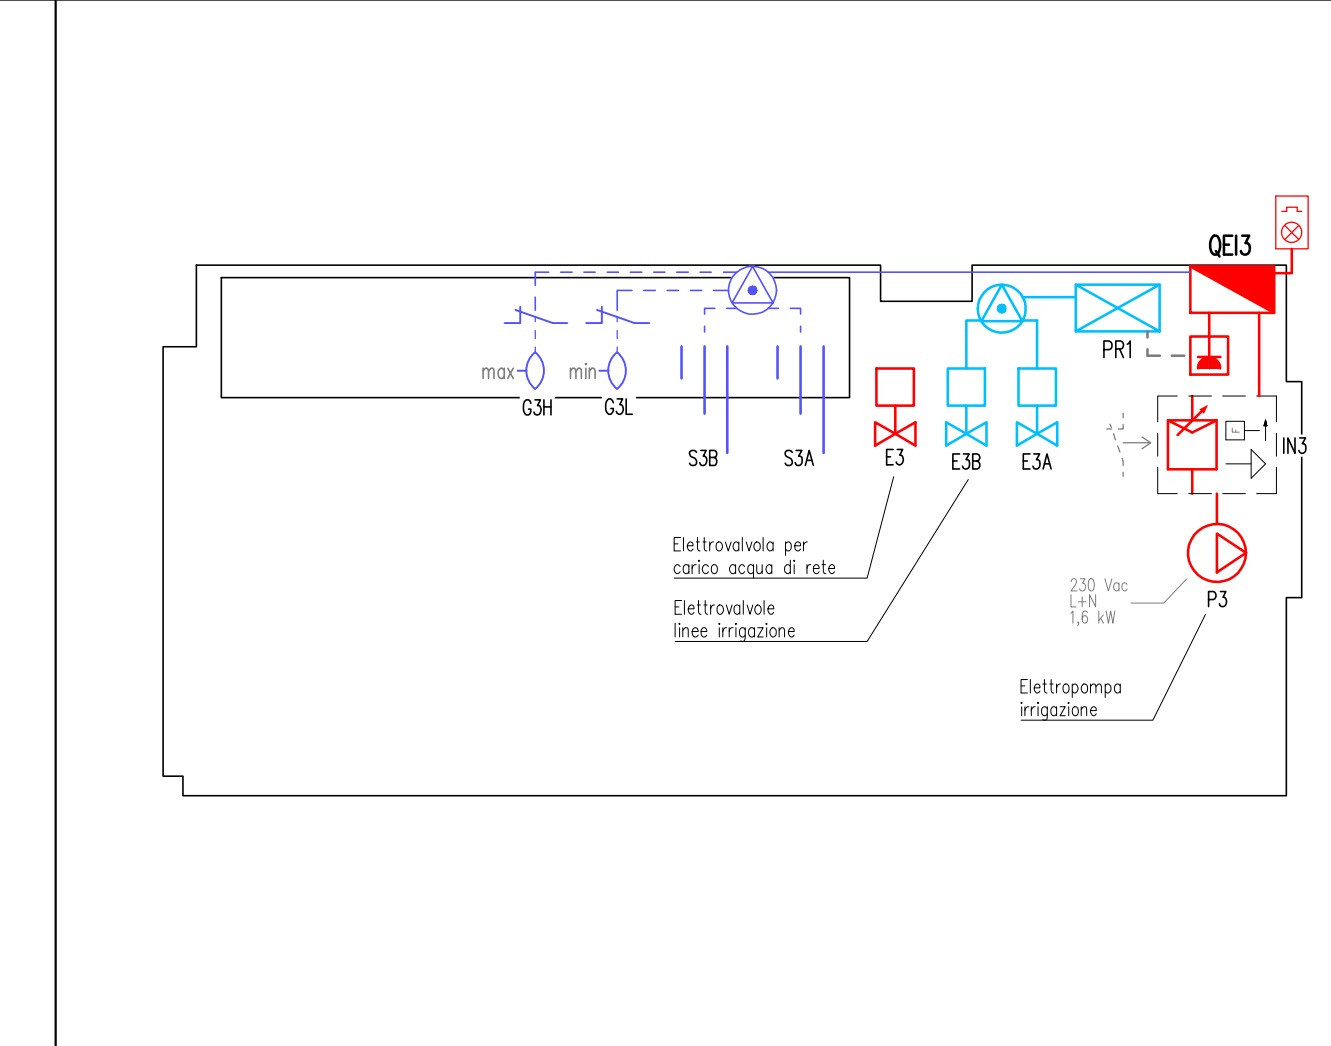 QEI3
PR1
max
min
G3H
G3L
S3B
S3A
E3
E3B
E3A
F
IN3
Elettrovalvola per
carico acqua di rete
Elettrovalvole
linee irrigazione
230 Vac
L+N
1,6 kW
P3
Elettropompa
irrigazione